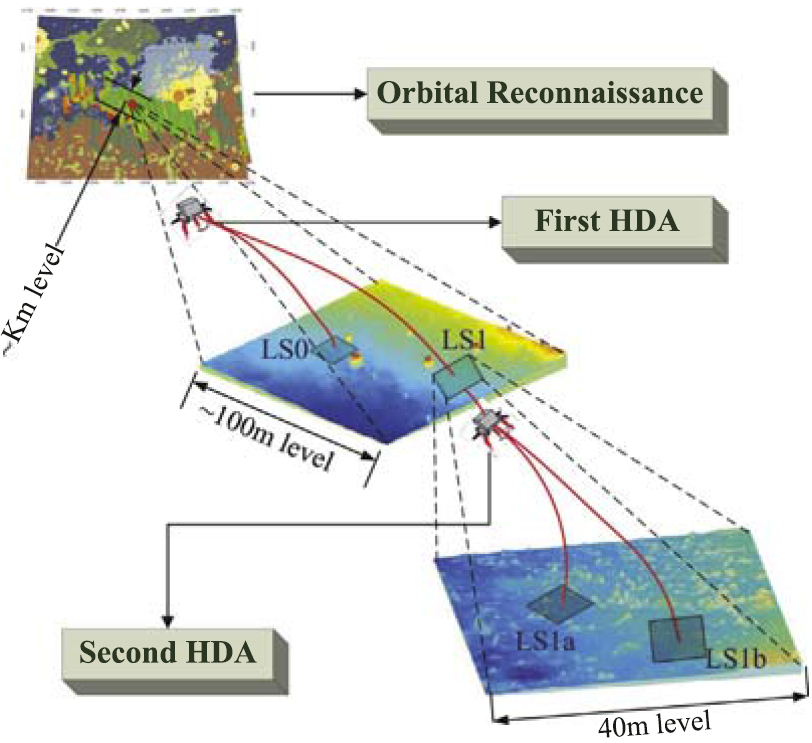 Orbital Reconnaissance
First HDA
~Km level
LS0
LS1
~100m level
Second HDA
LS1a
LS1b
40m level